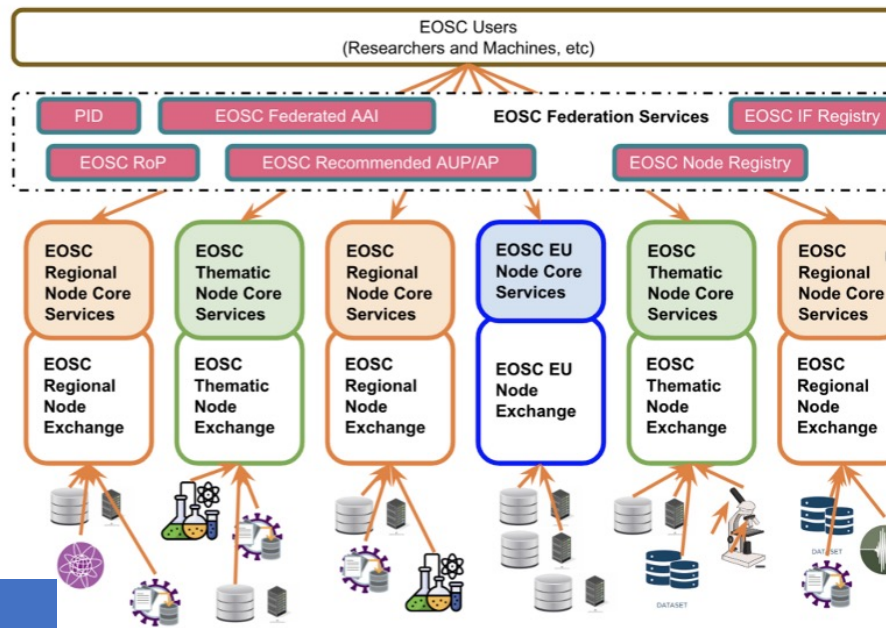 EOSC Users
(Researchers and Machines, etc)
PID
EOSC Federated AAI
EOSC Federation Services
EOSC IF Registry
EOSC RoP
EOSC Recommended AUP/AP
EOSC Node Registry
EOSC
Regional
Node Core
Services
EOSC
Thematic
Node Core
Services
EOSC
Regional
Node Core
Services
EOSC EU
Node Core
Services
EOSC
Thematic
Node Core
Services
EOSC
Regional
Node Core
Services
EOSC
Regional
Node
Exchange
EOSC
Thematic
Node
Exchange
EOSC
Regional
Node
Exchange
EOSC EU
Node
Exchange
EOSC
Thematic
Node
Exchange
EOSC
Regional
Node
Exchange
DATASET
DATASET